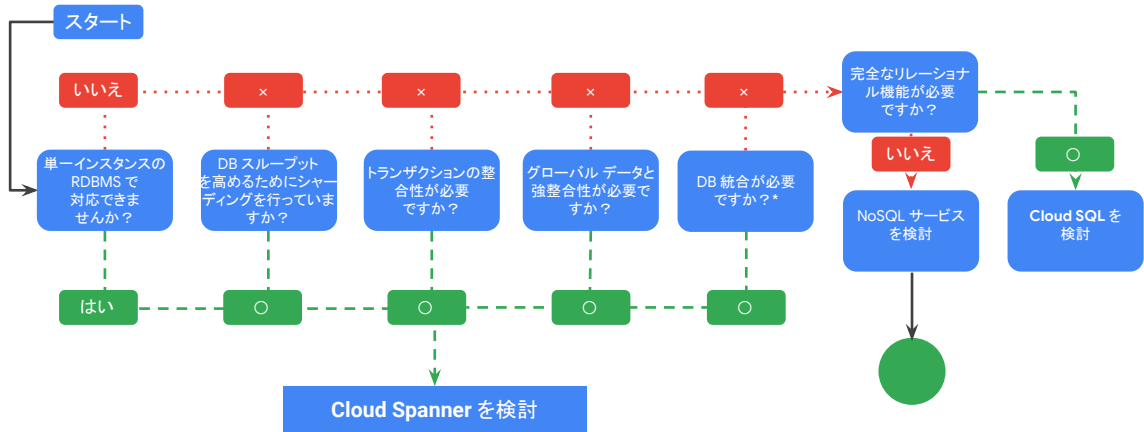 スタート
いいえ
×
×
×
×
完全なリレーショナ
ル機能が必要
ですか？
単一インスタンスの
RDBMS で
対応できま
せんか？
DB スループット
を高めるためにシャー
ディングを行っていま
すか？
トランザクションの整
合性が必要
ですか？
グローバル データと
強整合性が必要で
すか？
DB 統合が必要
ですか？*
いいえ
○
NoSQL サービス
を検討
Cloud SQL を
検討
はい
○
○
○
○
Cloud Spanner を検討